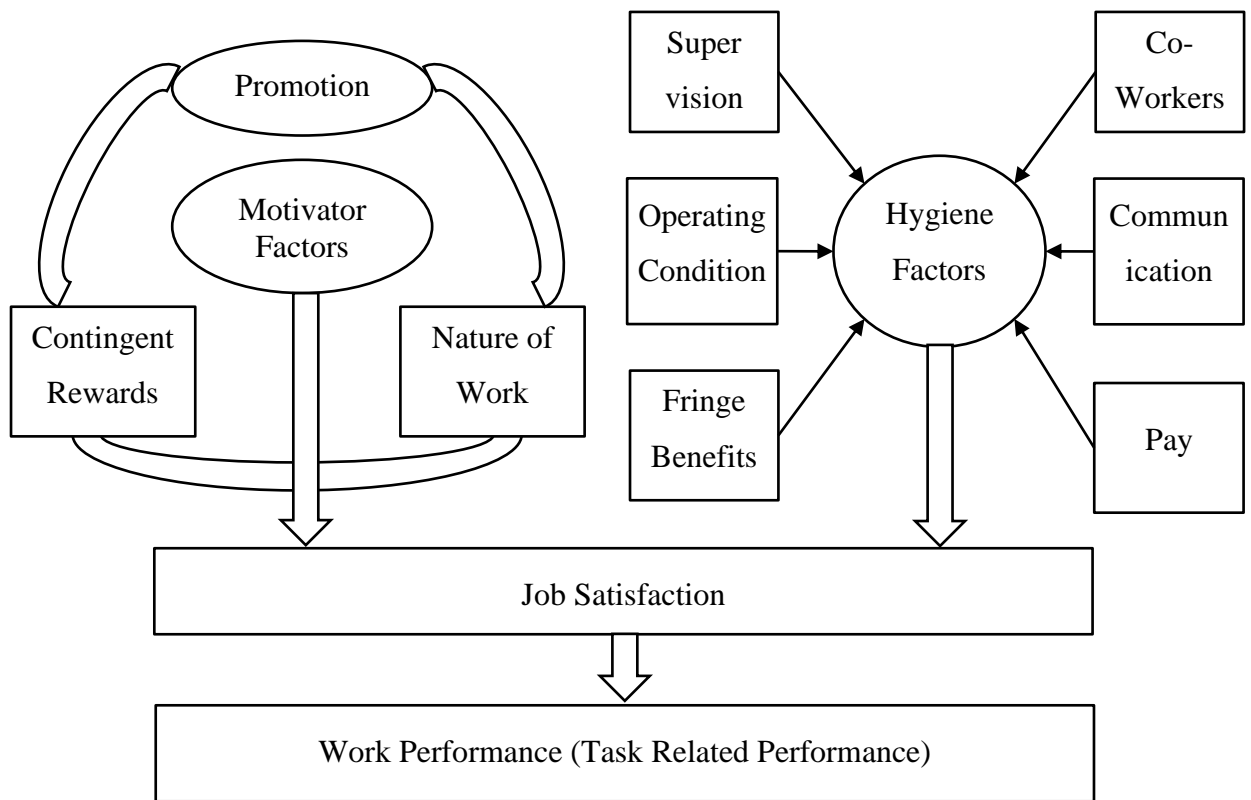 Promotion
Motivator
Factors
Contingent
Rewards
Nature of
Work
Super
vision
Operating
Condition
Fringe
Benefits
Hygiene
Factors
Co-
Workers
Commun
ication
Pay
Job Satisfaction
Work Performance (Task Related Performance)